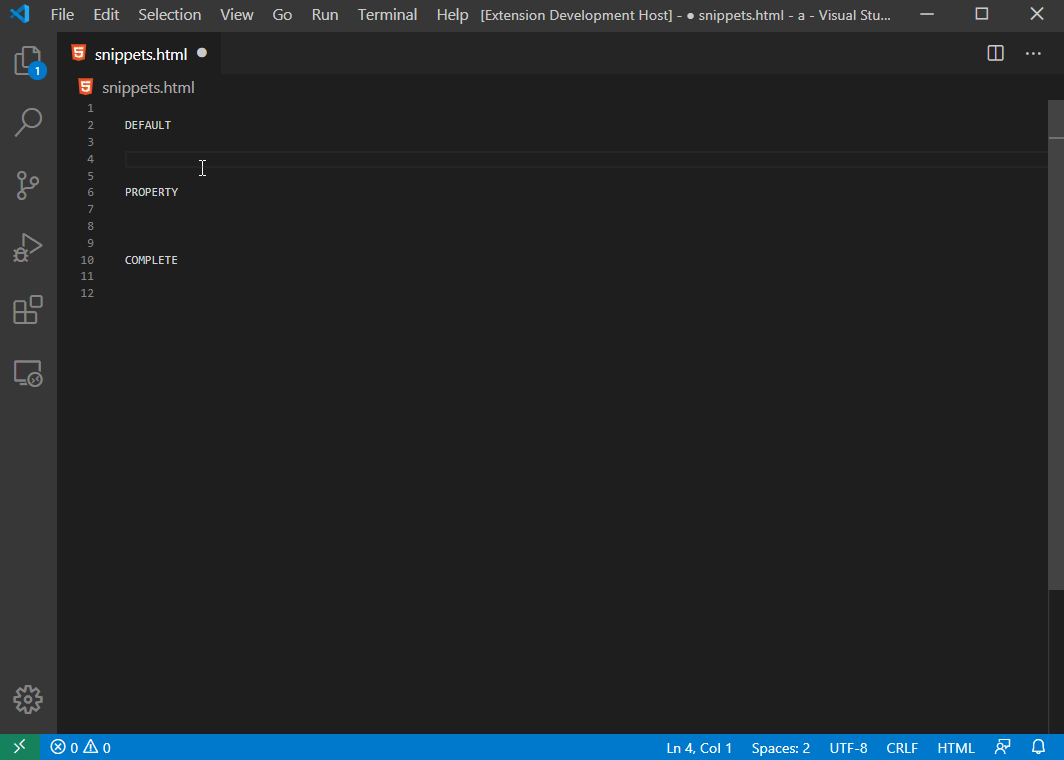 File Edit Selection View Go Run Terminal Help [Extension Development Host] - ● snippets.html - a - Visual Stu...
snippets.html ●
1
snippets.html
1
2 DEFAULT
3
4
5
6 PROPERTY
7
8
9
10 COMPLETE
11
12
0 0 Ln 4, Col 1 Spaces: 2 UTF-8 CRLF HTML